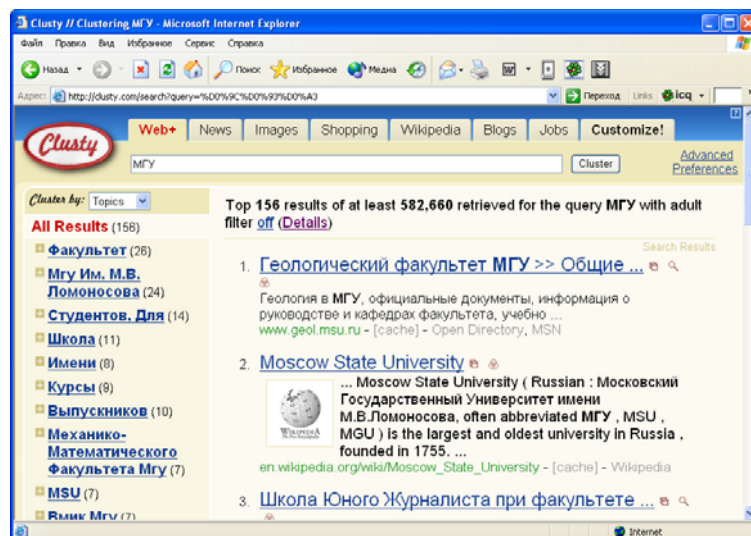 Clusty // Clustering МГУ - Microsoft Internet Explorer
Файл Правка Вид Избранное Сервис Справка
Назад Поиск Избранное Медиа
Адрес: http://clusty.com/search?query=%D0%9C%D0%93%D0%A3 Переход Links icq
Clusty Web+ News Images Shopping Wikipedia Blogs Jobs Customize!
МГУ Cluster Advanced Preferences
Cluster by: Topics
All Results (156)
Факультет (26)
Мгу Им. М.В.
Ломоносова (24)
Студентов, Для (14)
Школа (11)
Имени (8)
Курсы (9)
Выпускников (10)
Механико-
Математического
Факультета Мгу (7)
MSU (7)
Вмик Мгу (7)
Top 156 results of at least 582,660 retrieved for the query МГУ with adult
filter off (Details)
Search Results
1. Геологический факультет МГУ >> Общие ...
Геология в МГУ, официальные документы, информация о
руководстве и кафедрах факультета, учебно ...
www.geol.msu.ru - [cache] - Open Directory, MSN
2. Moscow State University
... Moscow State University ( Russian : Московский
Государственный Университет имени
М.В.Ломоносова, often abbreviated МГУ , MSU ,
MGU ) is the largest and oldest university in Russia ,
founded in 1755. ...
WIKIPEDIA
en.wikipedia.org/wiki/Moscow_State_University - [cache] - Wikipedia
3. Школа Юного Журналиста при факультете ...
Internet